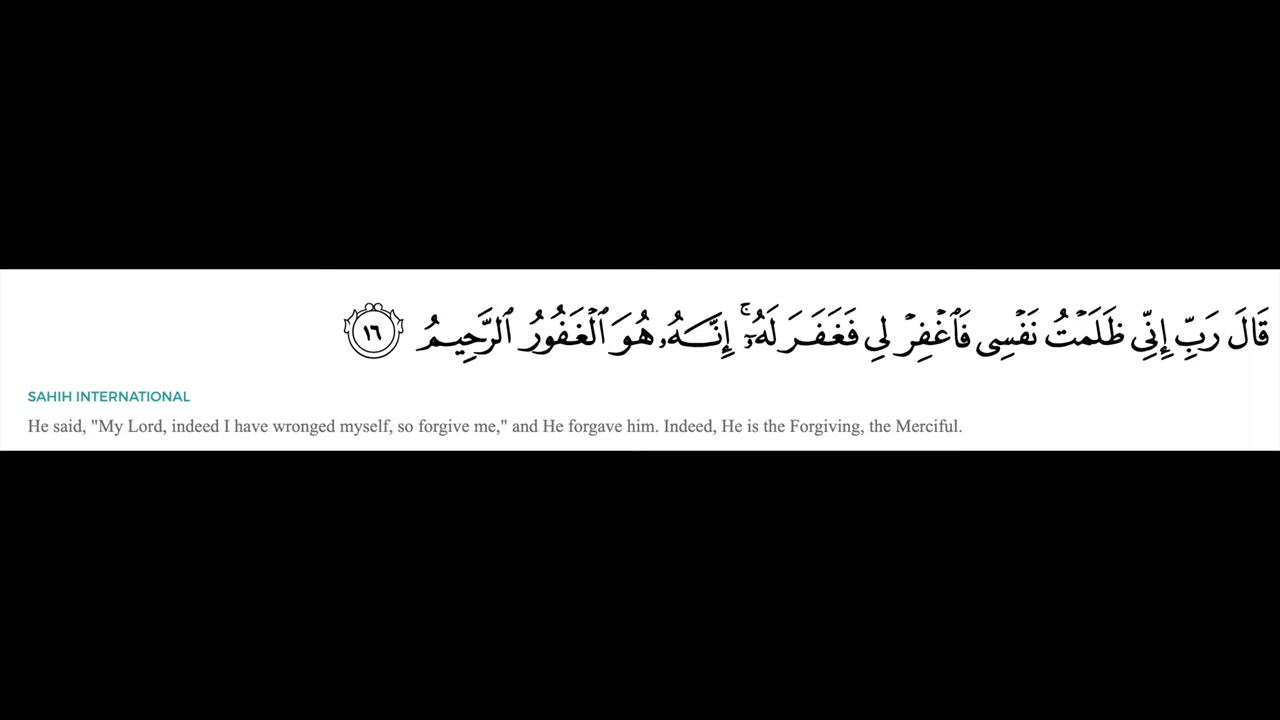 قَالَ رَبِّ إِنِّى ظَلَمْتُ نَفْسِى فَٱغْفِرْ لِى فَغَفَرَ لَهُۥٓ ۚ إِنَّهُۥ هُوَ ٱلْغَفُورُ ٱلرَّحِيمُ ١٦
SAHIH INTERNATIONAL
He said, "My Lord, indeed I have wronged myself, so forgive me," and He forgave him. Indeed, He is the Forgiving, the Merciful.